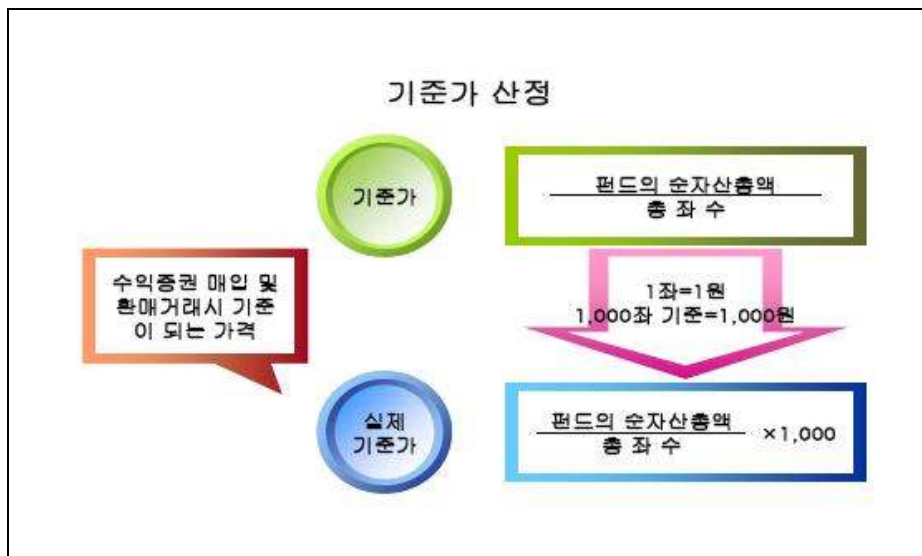 기준가 산정
기준가
펀드의 순자산총액
총 좌 수
수익증권 매입 및
환매거래시 기준
이 되는 가격
1좌=1원
1,000좌 기준=1,000원
실제
기준가
펀드의 순자산총액
총 좌 수
×1,000